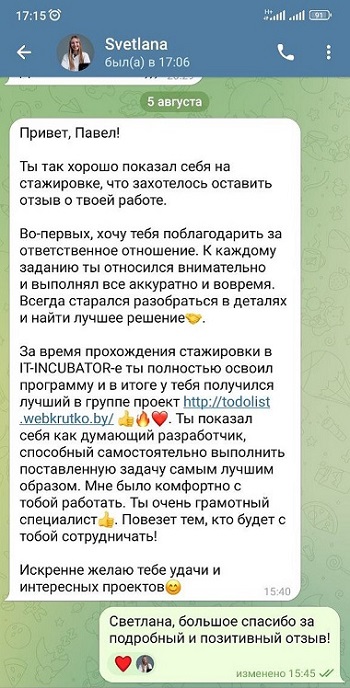 17:15
91
Svetlana
был(а) в 17:06
20:29
5 августа
Привет, Павел!
Ты так хорошо показал себя на
стажировке, что захотелось оставить
отзыв о твоей работе.
Во-первых, хочу тебя поблагодарить за
ответственное отношение. К каждому
заданию ты относился внимательно
и выполнял все аккуратно и вовремя.
Всегда старался разобраться в деталях
и найти лучшее решение🤝.
За время прохождения стажировки в
IT-INCUBATOR-е ты полностью освоил
программу и в итоге у тебя получился
лучший в группе проект http://todolist
.webkrutko.by/ 👍🔥❤️. Ты показал
себя как думающий разработчик,
способный самостоятельно выполнить
поставленную задачу самым лучшим
образом. Мне было комфортно с
тобой работать. Ты очень грамотный
специалист👍. Повезет тем, кто будет с
тобой сотрудничать!
Искренне желаю тебе удачи и
интересных проектов😊
15:40
Светлана, большое спасибо за
подробный и позитивный отзыв!
❤️
изменено 15:45